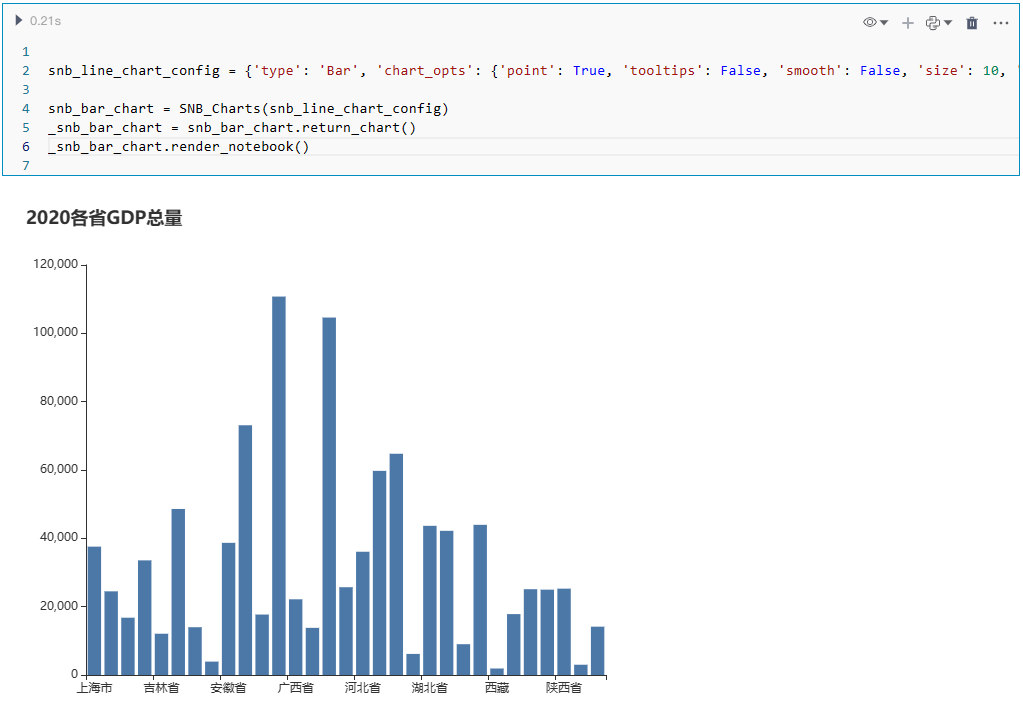 0.21s
1
2 snb_line_chart_config = {'type': 'Bar', 'chart_opts': {'point': True, 'tooltips': False, 'smooth': False, 'size': 10, '
3
4 snb_bar_chart = SNB_Charts(snb_line_chart_config)
5 _snb_bar_chart = snb_bar_chart.return_chart()
6 _snb_bar_chart.render_notebook()
7
2020各省GDP总量
120,000
100,000
80,000
60,000
40,000
20,000
0
上海市 吉林省 安徽省 广西省 河北省 湖北省 西藏 陕西省